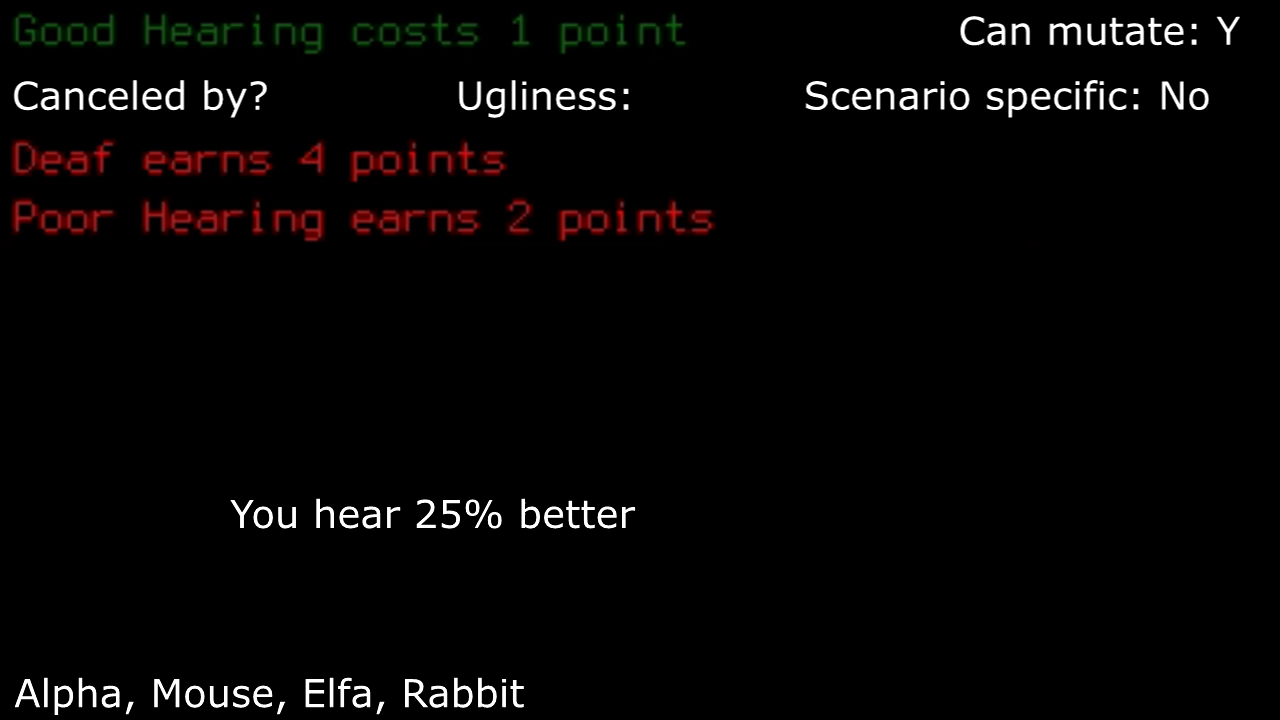 Good Hearing costs 1 point Can mutate: Y
Canceled by? Ugliness: Scenario specific: No
Deaf earns 4 points
Poor Hearing earns 2 points
You hear 25% better
Alpha, Mouse, Elfa, Rabbit